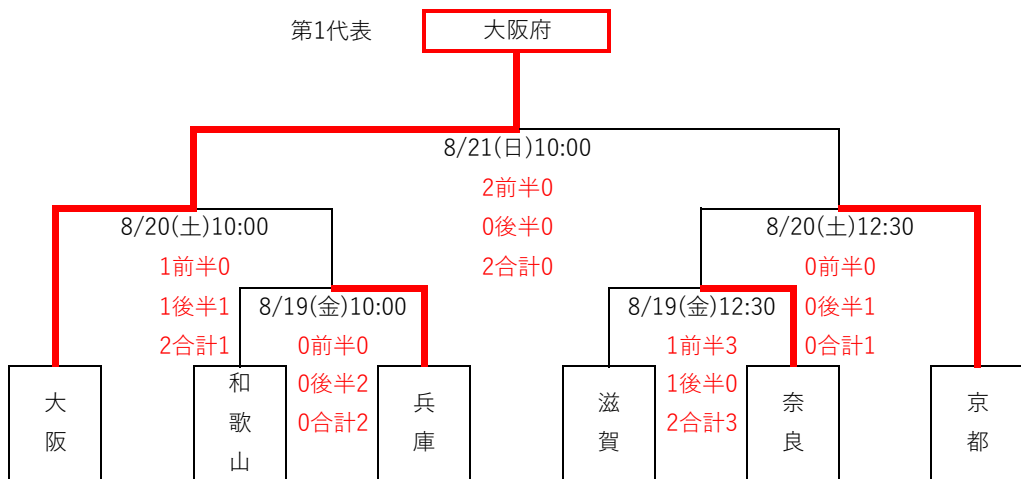 第1代表
大阪府
8/21(日)10:00
2前半0
0後半0
2合計0
8/20(土)10:00
1前半0
1後半1
2合計1
8/20(土)12:30
0前半0
0後半1
0合計1
8/19(金)10:00
0前半0
0後半2
0合計2
8/19(金)12:30
1前半3
1後半0
2合計3
大阪
和歌山
兵庫
滋賀
奈良
京都